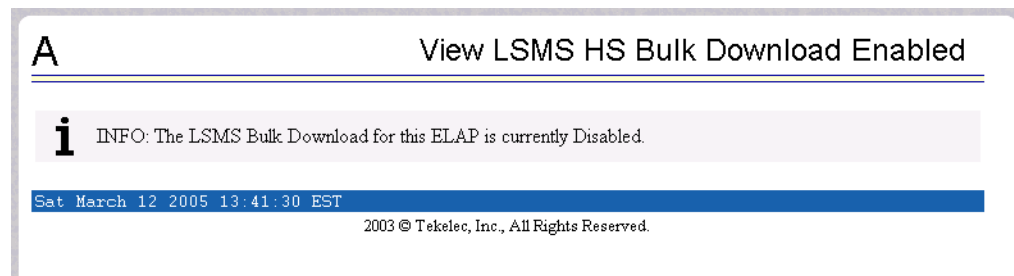 A
View LSMS HS Bulk Download Enabled
i
INFO: The LSMS Bulk Download for this ELAP is currently Disabled.
Sat March 12 2005 13:41:30 EST
2003 © Tekelec, Inc., All Rights Reserved.